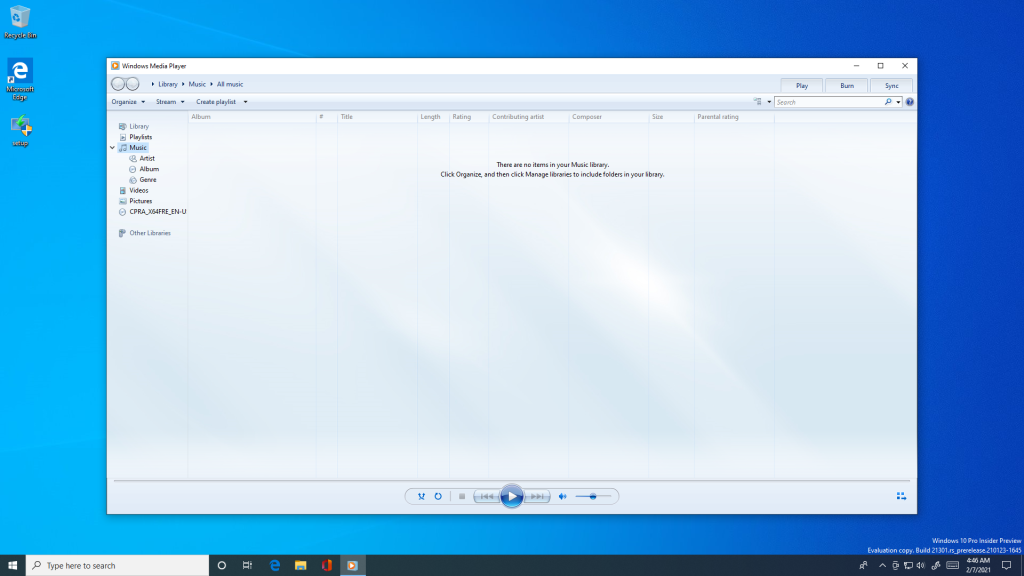 Recycle Bin
Microsoft
Edge
setup
Windows Media Player
Library Music All music
Play Burn Sync
Organize Stream Create playlist
Search
Album # Title Length Rating Contributing artist Composer Size Parental rating
Library
Playlists
Music
Artist
Album
Genre
Videos
Pictures
CPRA_X64FRE_EN-U
Other Libraries
There are no items in your Music library.
Click Organize, and then click Manage libraries to include folders in your library.
Windows 10 Pro Insider Preview
Evaluation copy. Build 21301.rs_prerelease.210123-1645
Type here to search
4:46 AM
2/7/2021